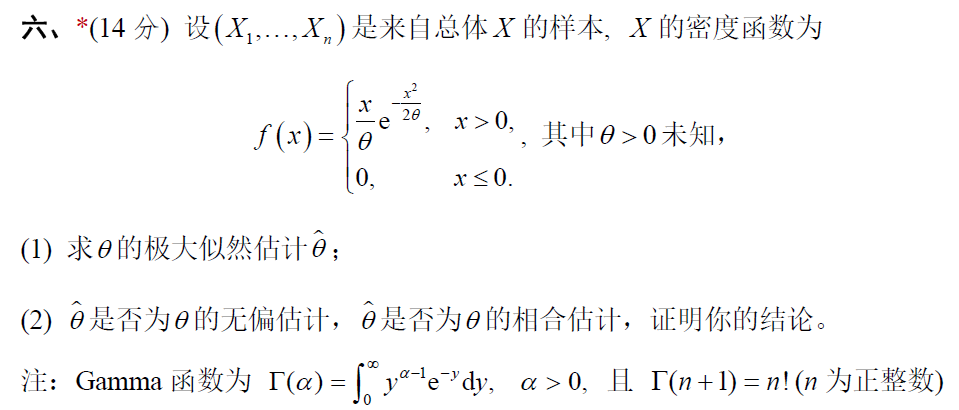 六、*(14 分) 设(X₁,…,Xₙ)是来自总体 X 的样本, X 的密度函数为
f(x) = { x/θ e^{-x²/2θ}, x > 0, 0, x ≤ 0. , 其中 θ > 0 未知，
(1) 求 θ 的极大似然估计 θ̂；
(2) θ̂ 是否为 θ 的无偏估计，θ̂ 是否为 θ 的相合估计，证明你的结论。
注：Gamma 函数为 Γ(α) = ∫₀^∞ y^{α−1}e^{−y}dy, α > 0, 且 Γ(n+1) = n! (n 为正整数)